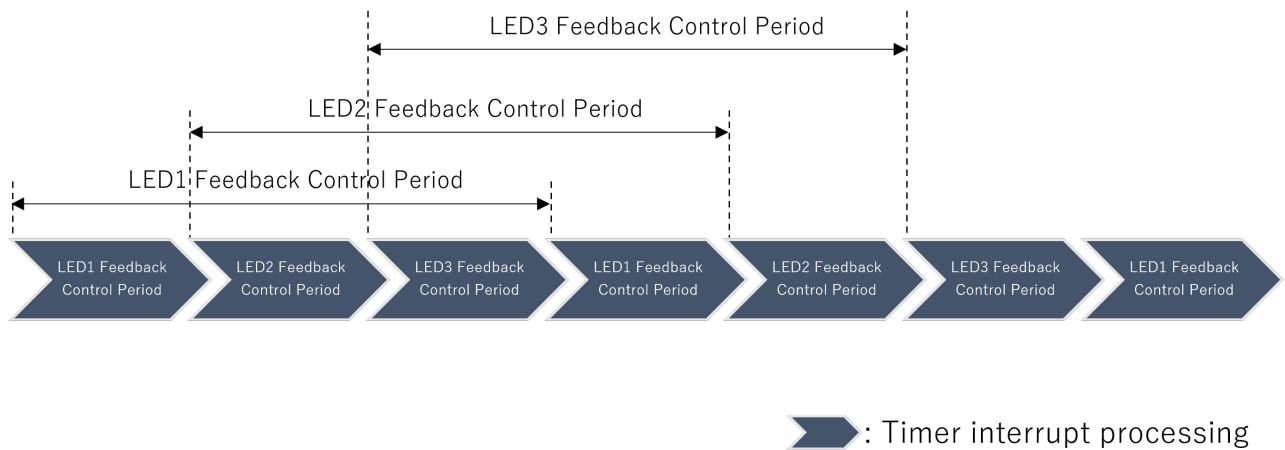 LED3 Feedback Control Period
LED2 Feedback Control Period
LED1 Feedback Control Period
LED1 Feedback
Control Period
LED2 Feedback
Control Period
LED3 Feedback
Control Period
LED1 Feedback
Control Period
LED2 Feedback
Control Period
LED3 Feedback
Control Period
LED1 Feedback
Control Period
: Timer interrupt processing